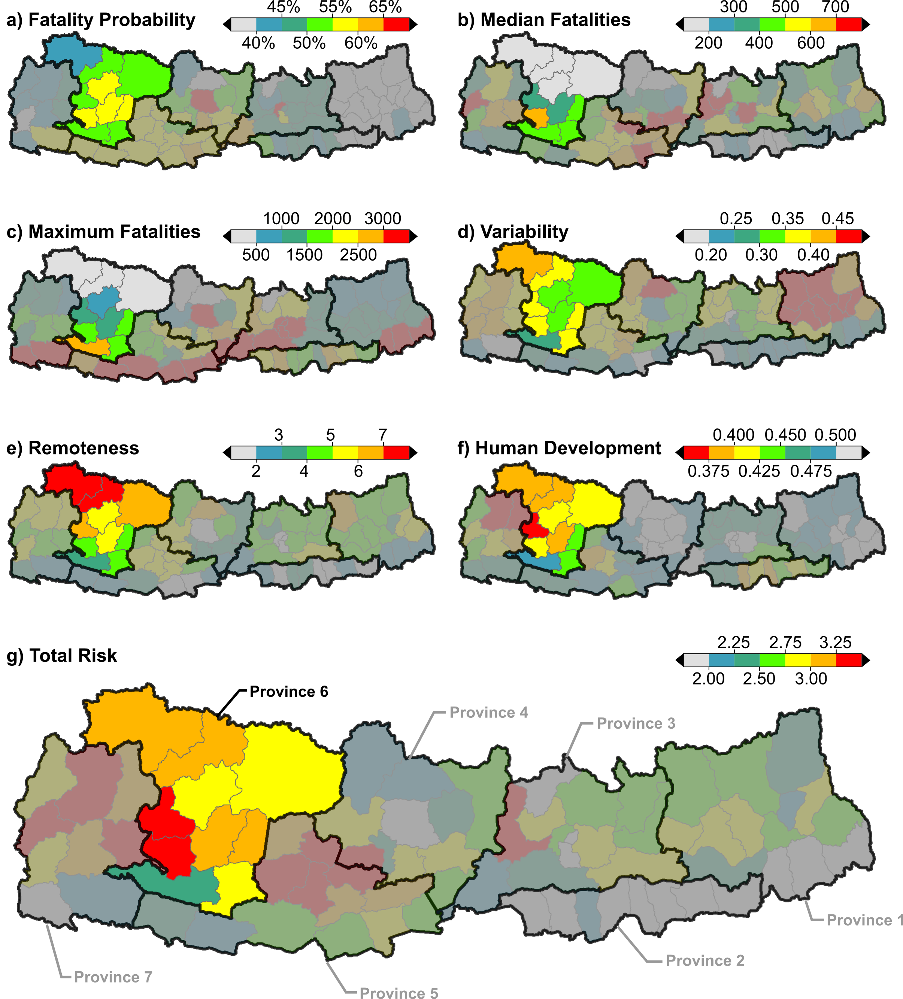 a) Fatality Probability
45% 55% 65%
40% 50% 60%
b) Median Fatalities
300 500 700
200 400 600
c) Maximum Fatalities
1000 2000 3000
500 1500 2500
d) Variability
0.25 0.35 0.45
0.20 0.30 0.40
e) Remoteness
3 5 7
2 4 6
f) Human Development
0.400 0.450 0.500
0.375 0.425 0.475
g) Total Risk
2.25 2.75 3.25
2.00 2.50 3.00
Province 6
Province 4
Province 3
Province 1
Province 2
Province 7
Province 5